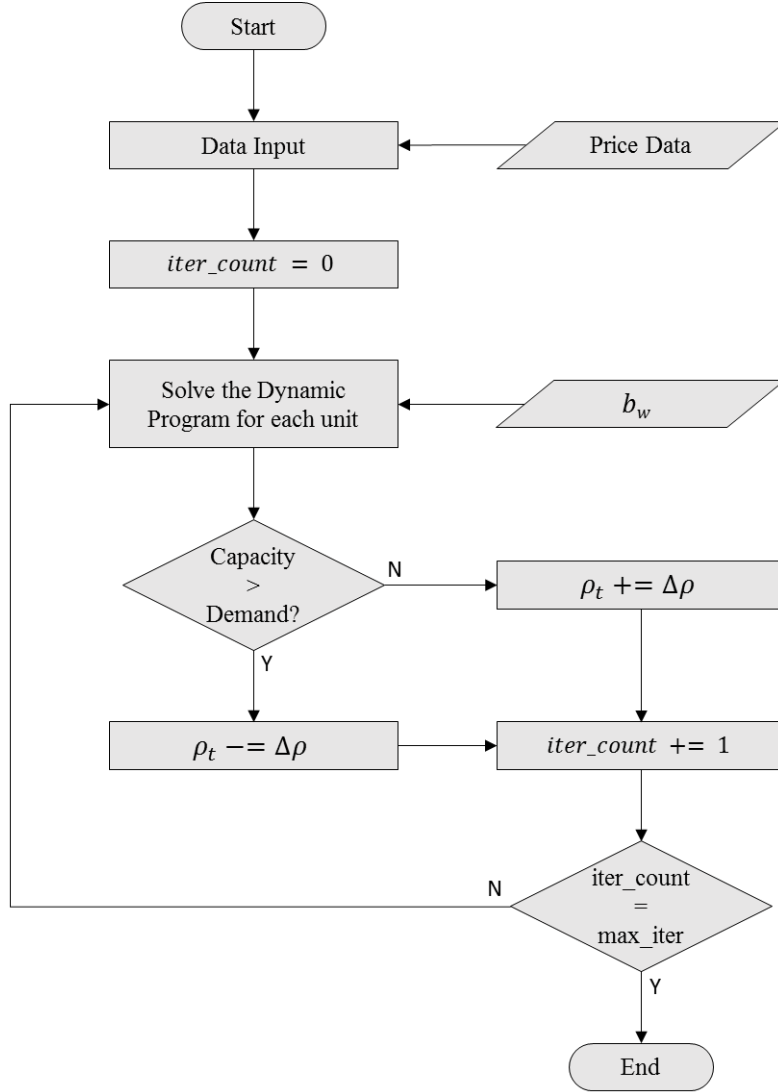 Start
Data Input
Price Data
iter_count = 0
Solve the Dynamic
Program for each unit
b_w
Capacity
>
Demand?
N
ρ_t += Δρ
Y
ρ_t −= Δρ
iter_count += 1
N
iter_count
=
max_iter
Y
End